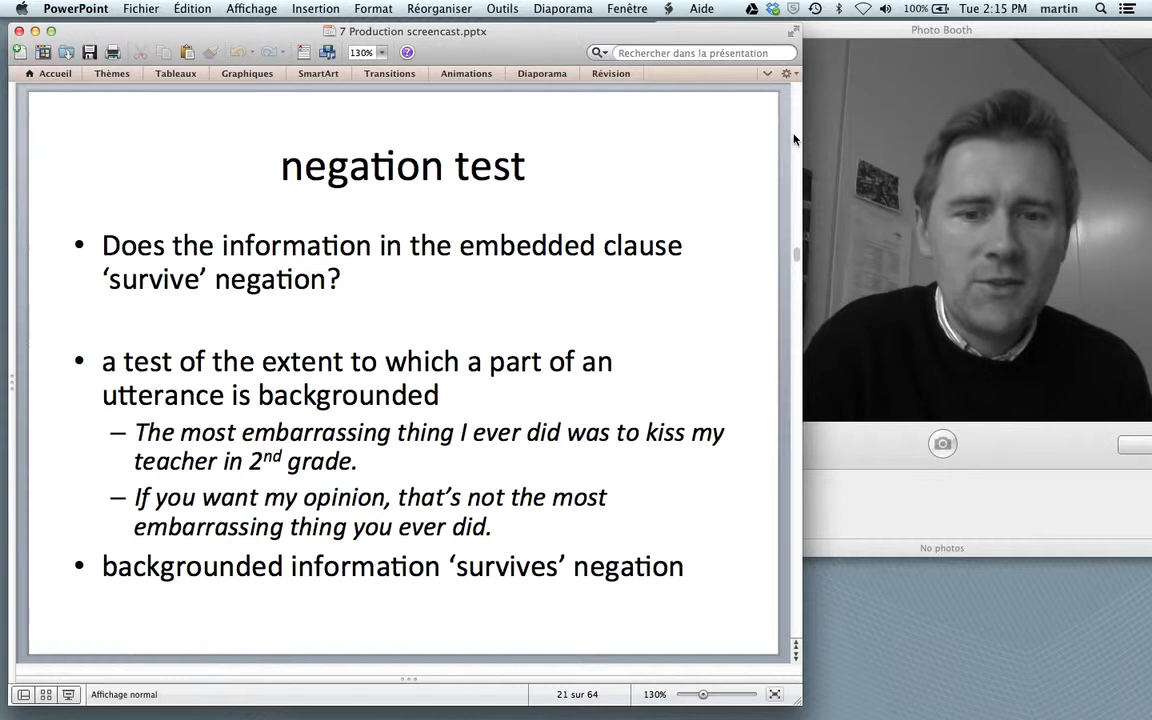 PowerPoint Fichier Édition Affichage Insertion Format Réorganiser Outils Diaporama Fenêtre Aide 100% Tue 2:15 PM martin
7 Production screencast.pptx
Photo Booth
130% Rechercher dans la présentation
Accueil Thèmes Tableaux Graphiques SmartArt Transitions Animations Diaporama Révision
negation test
• Does the information in the embedded clause
‘survive’ negation?
• a test of the extent to which a part of an
utterance is backgrounded
– The most embarrassing thing I ever did was to kiss my
teacher in 2nd grade.
– If you want my opinion, that’s not the most
embarrassing thing you ever did.
• backgrounded information ‘survives’ negation
No photos
Affichage normal 21 sur 64 130%